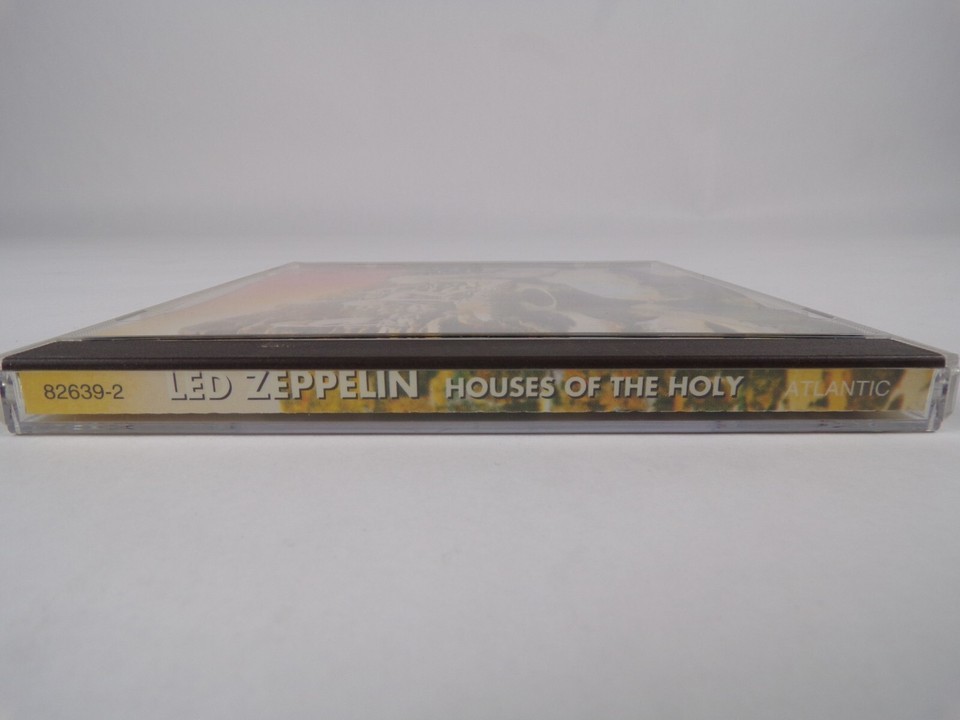 82639-2 LED ZEPPELIN HOUSES OF THE HOLY ATLANTIC